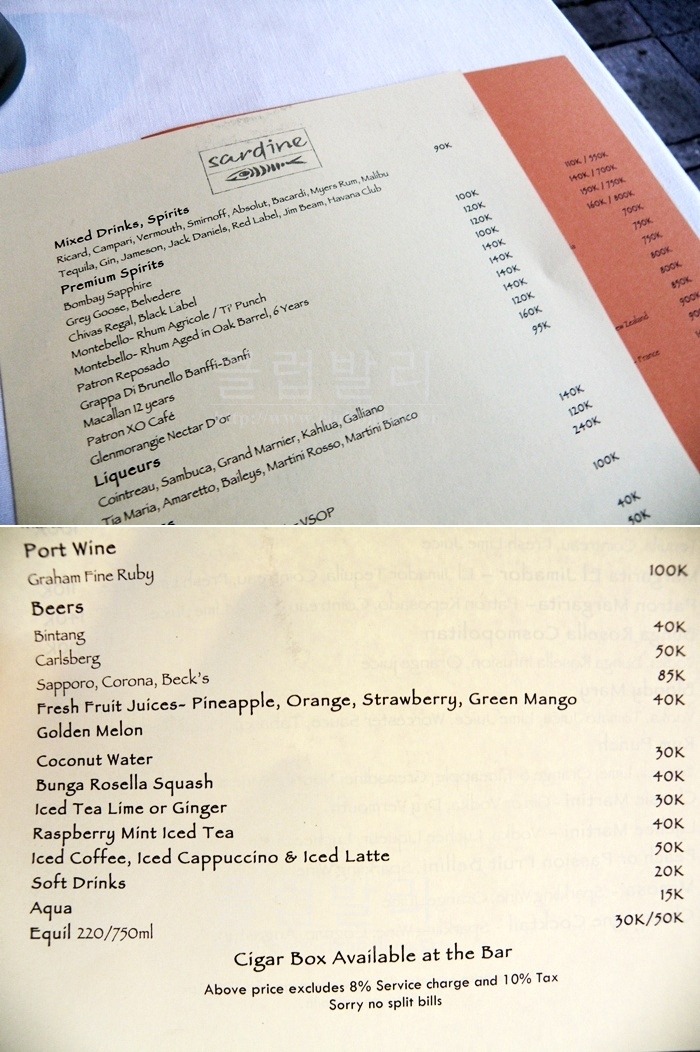 sardine
Mixed Drinks, Spirits
Ricard, Campari, Vermouth, Smirnoff, Absolut, Bacardi, Myers Rum, Malibu 90K
Tequila, Gin, Jameson, Jack Daniels, Red Label, Jim Beam, Havana Club
Premium Spirits
Bombay Sapphire 100K
Grey Goose, Belvedere 120K
Chivas Regal, Black Label 120K
Montebello- Rhum Agricole / Ti' Punch 100K
Montebello- Rhum Aged in Oak Barrel, 6 Years 140K
Patron Reposado 140K
Grappa Di Brunello Banffi-Banfi 140K
Macallan 12 years 140K
Patron XO Café 120K
Glenmorangie Nectar D'or 160K
Liqueurs 95K
Cointreau, Sambuca, Grand Marnier, Kahlua, Galliano
Tia Maria, Amaretto, Baileys, Martini Rosso, Martini Bianco
140K
120K
VSOP 240K
100K
40K
50K
110K / 550K
140K / 700K
150K / 750K
160K / 800K
700K
750K
750K
800K
800K
850K
900K
Zealand
France
클럽발리
Port Wine
Graham Fine Ruby 100K
Beers
Bintang 40K
Carlsberg 50K
Sapporo, Corona, Beck's 85K
Fresh Fruit Juices- Pineapple, Orange, Strawberry, Green Mango 40K
Golden Melon
Coconut Water 30K
Bunga Rosella Squash 40K
Iced Tea Lime or Ginger 30K
Raspberry Mint Iced Tea 40K
Iced Coffee, Iced Cappuccino & Iced Latte 50K
Soft Drinks 20K
Aqua 15K
Equil 220/750ml 30K/50K
Cigar Box Available at the Bar
Above price excludes 8% Service charge and 10% Tax
Sorry no split bills